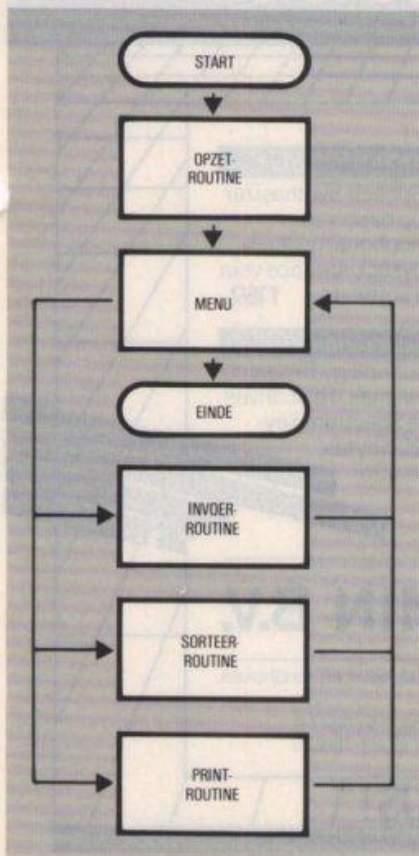 START
OPZET-
ROUTINE
MENU
EINDE
INVOER-
ROUTINE
SORTEER-
ROUTINE
PRINT-
ROUTINE